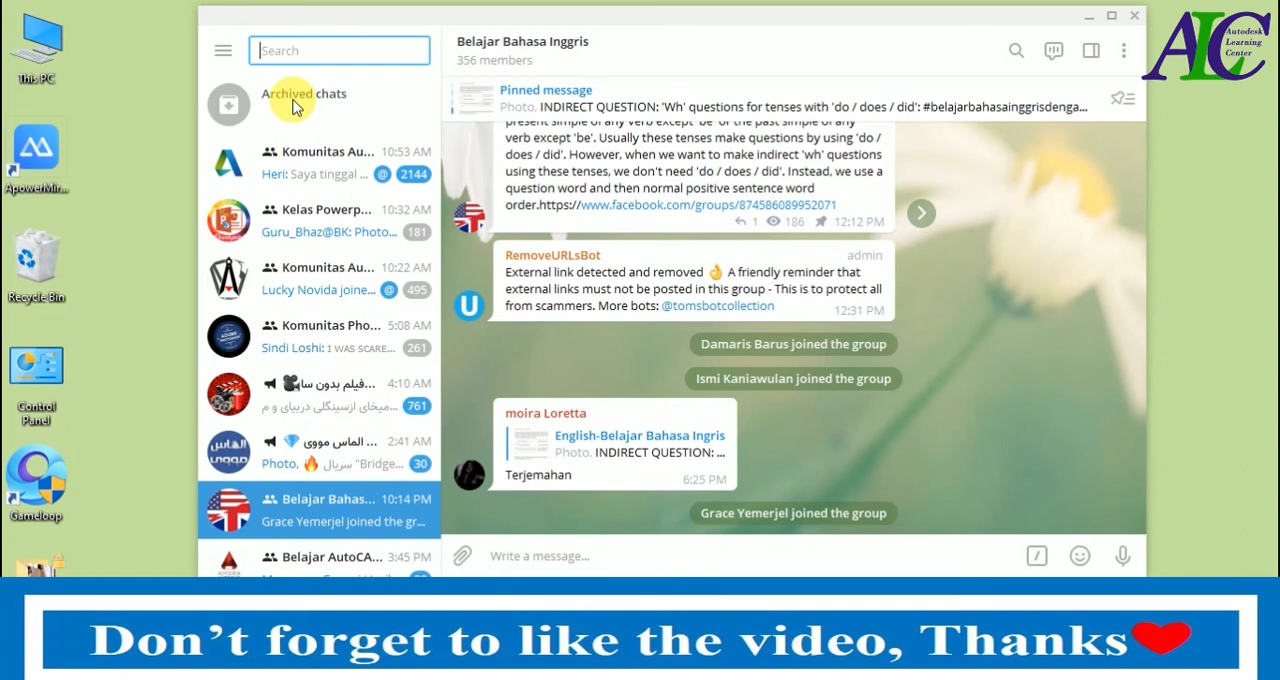 This PC
ApowerMir...
Recycle Bin
Control
Panel
Gameloop
Search
Archived chats
Komunitas Au... 10:53 AM
Heri: Saya tinggal ... @ 2144
Kelas Powerp... 10:32 AM
Guru_Bhaz@BK: Photo... 181
Komunitas Au... 10:22 AM
Lucky Novida joine... @ 495
Komunitas Pho... 5:08 AM
Sindi Loshi: I WAS SCARE... 261
فیلم بدون سا... 4:10 AM
میخای ازسینگلی دربیای و م... 761
الماس مووی ... 2:41 AM
Photo, 🔥 سریال "Bridge... 30
Belajar Bahas... 10:14 PM
Grace Yemerjel joined the gr...
Belajar AutoCA... 3:45 PM
Belajar Bahasa Inggris
356 members
Pinned message
Photo, INDIRECT QUESTION: 'Wh' questions for tenses with 'do / does / did': #belajarbahasainggrisdenga...
present simple of any verb except 'be' or the past simple of any
verb except 'be'. Usually these tenses make questions by using 'do /
does / did'. However, when we want to make indirect 'wh' questions
using these tenses, we don't need 'do / does / did'. Instead, we use a
question word and then normal positive sentence word
order.https://www.facebook.com/groups/874586089952071
1 186 12:12 PM
RemoveURLsBot admin
External link detected and removed 👌 A friendly reminder that
external links must not be posted in this group - This is to protect all
from scammers. More bots: @tomsbotcollection
12:31 PM
U
Damaris Barus joined the group
Ismi Kaniawulan joined the group
moira Loretta
English-Belajar Bahasa Ingris
Photo, INDIRECT QUESTION: ...
Terjemahan 6:25 PM
Grace Yemerjel joined the group
Write a message...
ALC
Autodesk
Learning
Center
Don't forget to like the video, Thanks❤